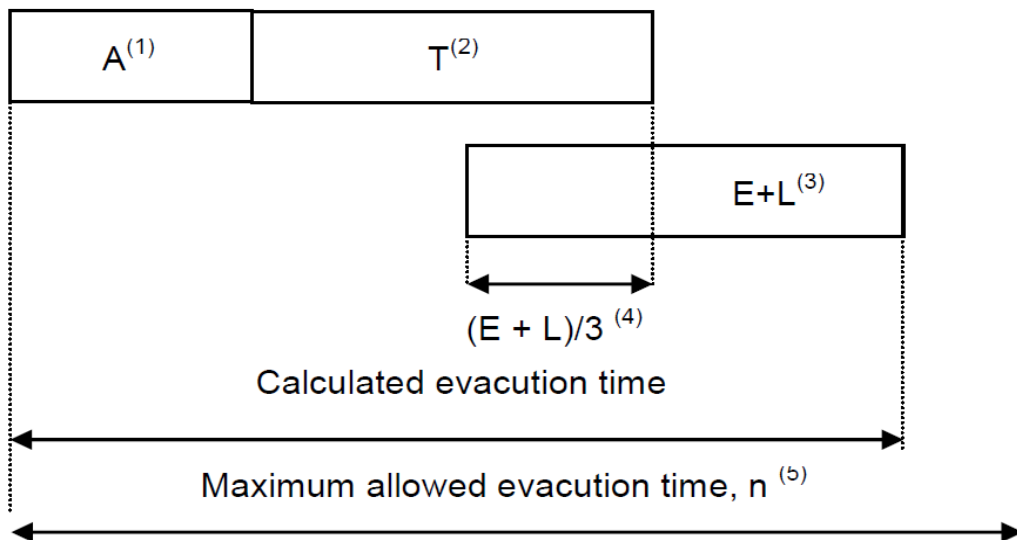 A(1) T(2)
E+L(3)
(E + L)/3 (4)
Calculated evacution time
Maximum allowed evacution time, n (5)